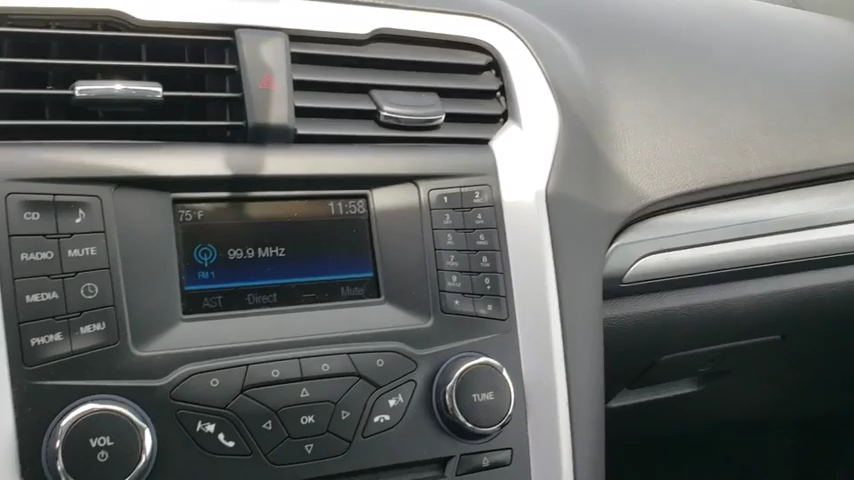 75°F 11:58
99.9 MHz
FM 1
AST Direct Mute
CD
RADIO MUTE
MEDIA
PHONE MENU
1 2 ABC
3 4
5 6
7 8
9 0
* #
OK
VOL
TUNE